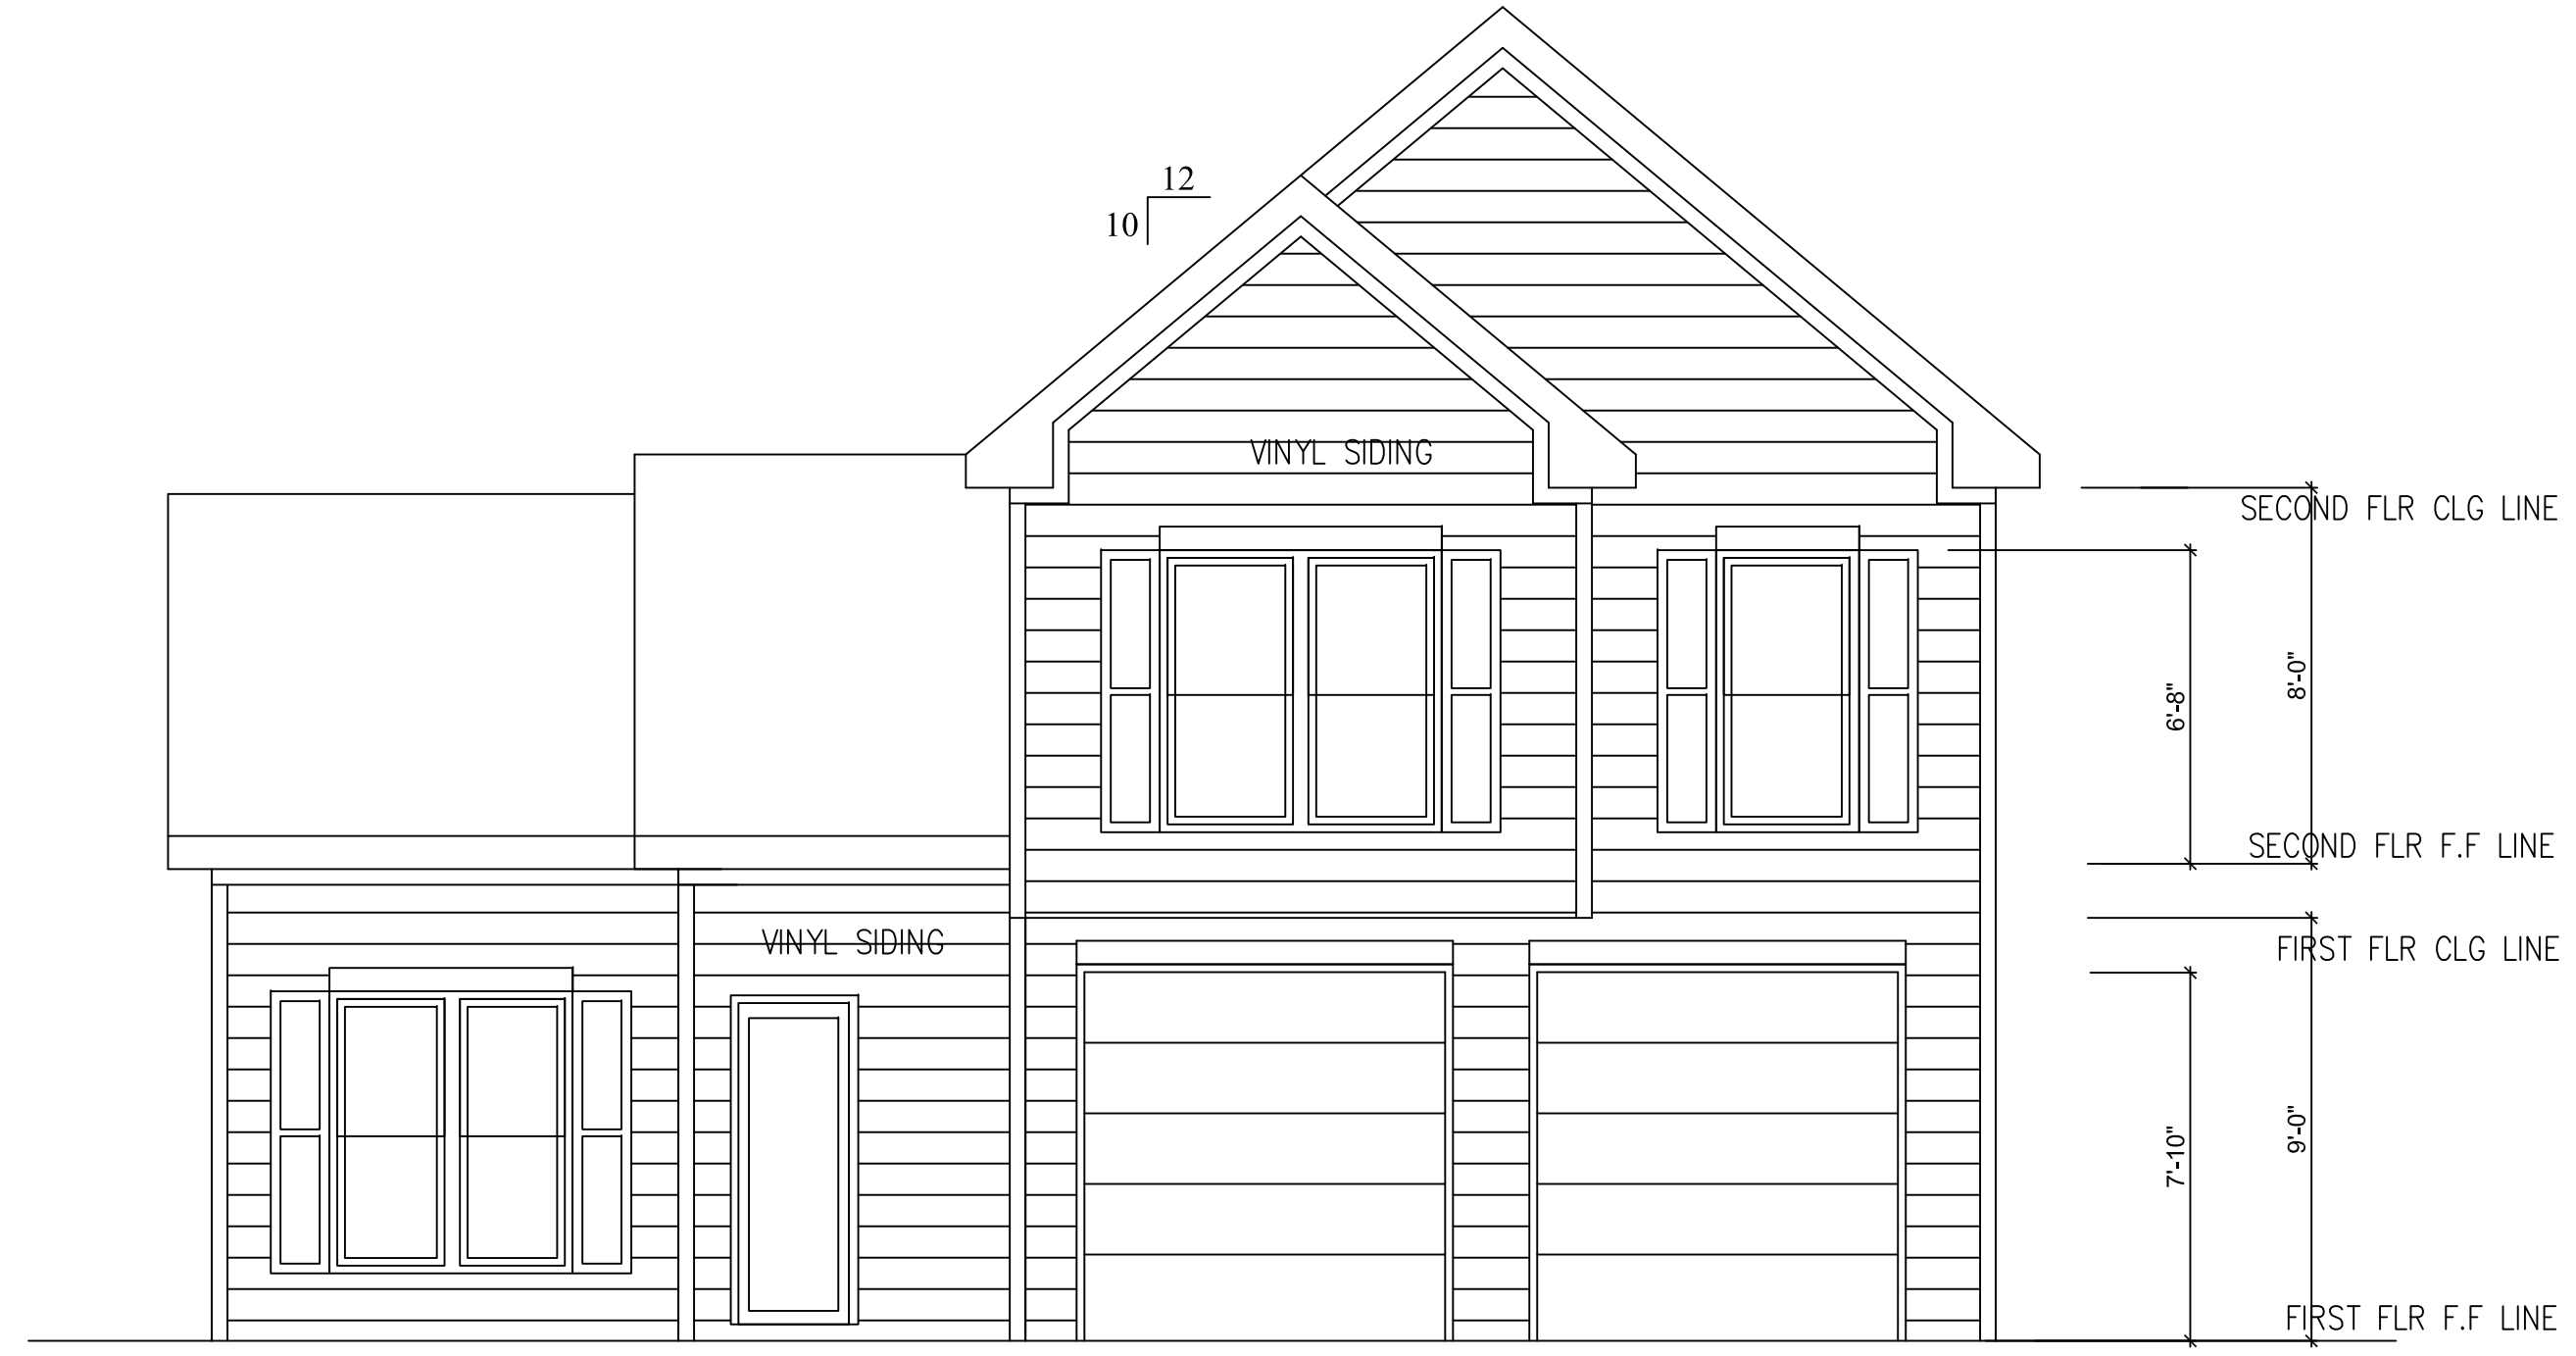 12
10
VINYL SIDING
SECOND FLR CLG LINE
8'-0"
6'-8"
SECOND FLR F.F LINE
VINYL SIDING
FIRST FLR CLG LINE
9'-0"
7'-10"
FIRST FLR F.F LINE